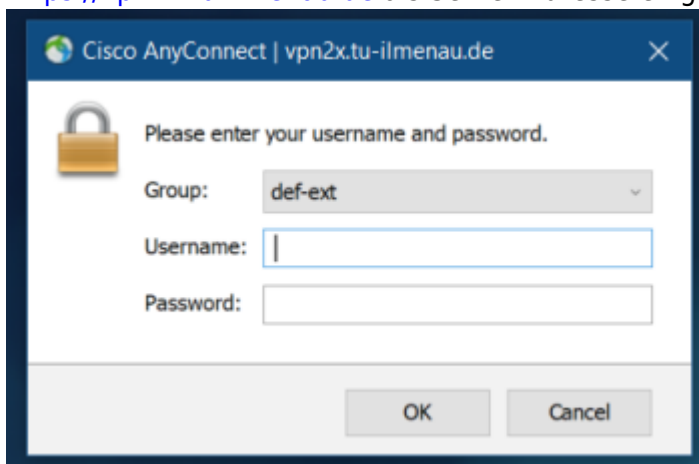 Cisco AnyConnect | vpn2x.tu-ilmenau.de
Please enter your username and password.
Group: def-ext
Username:
Password:
OK Cancel